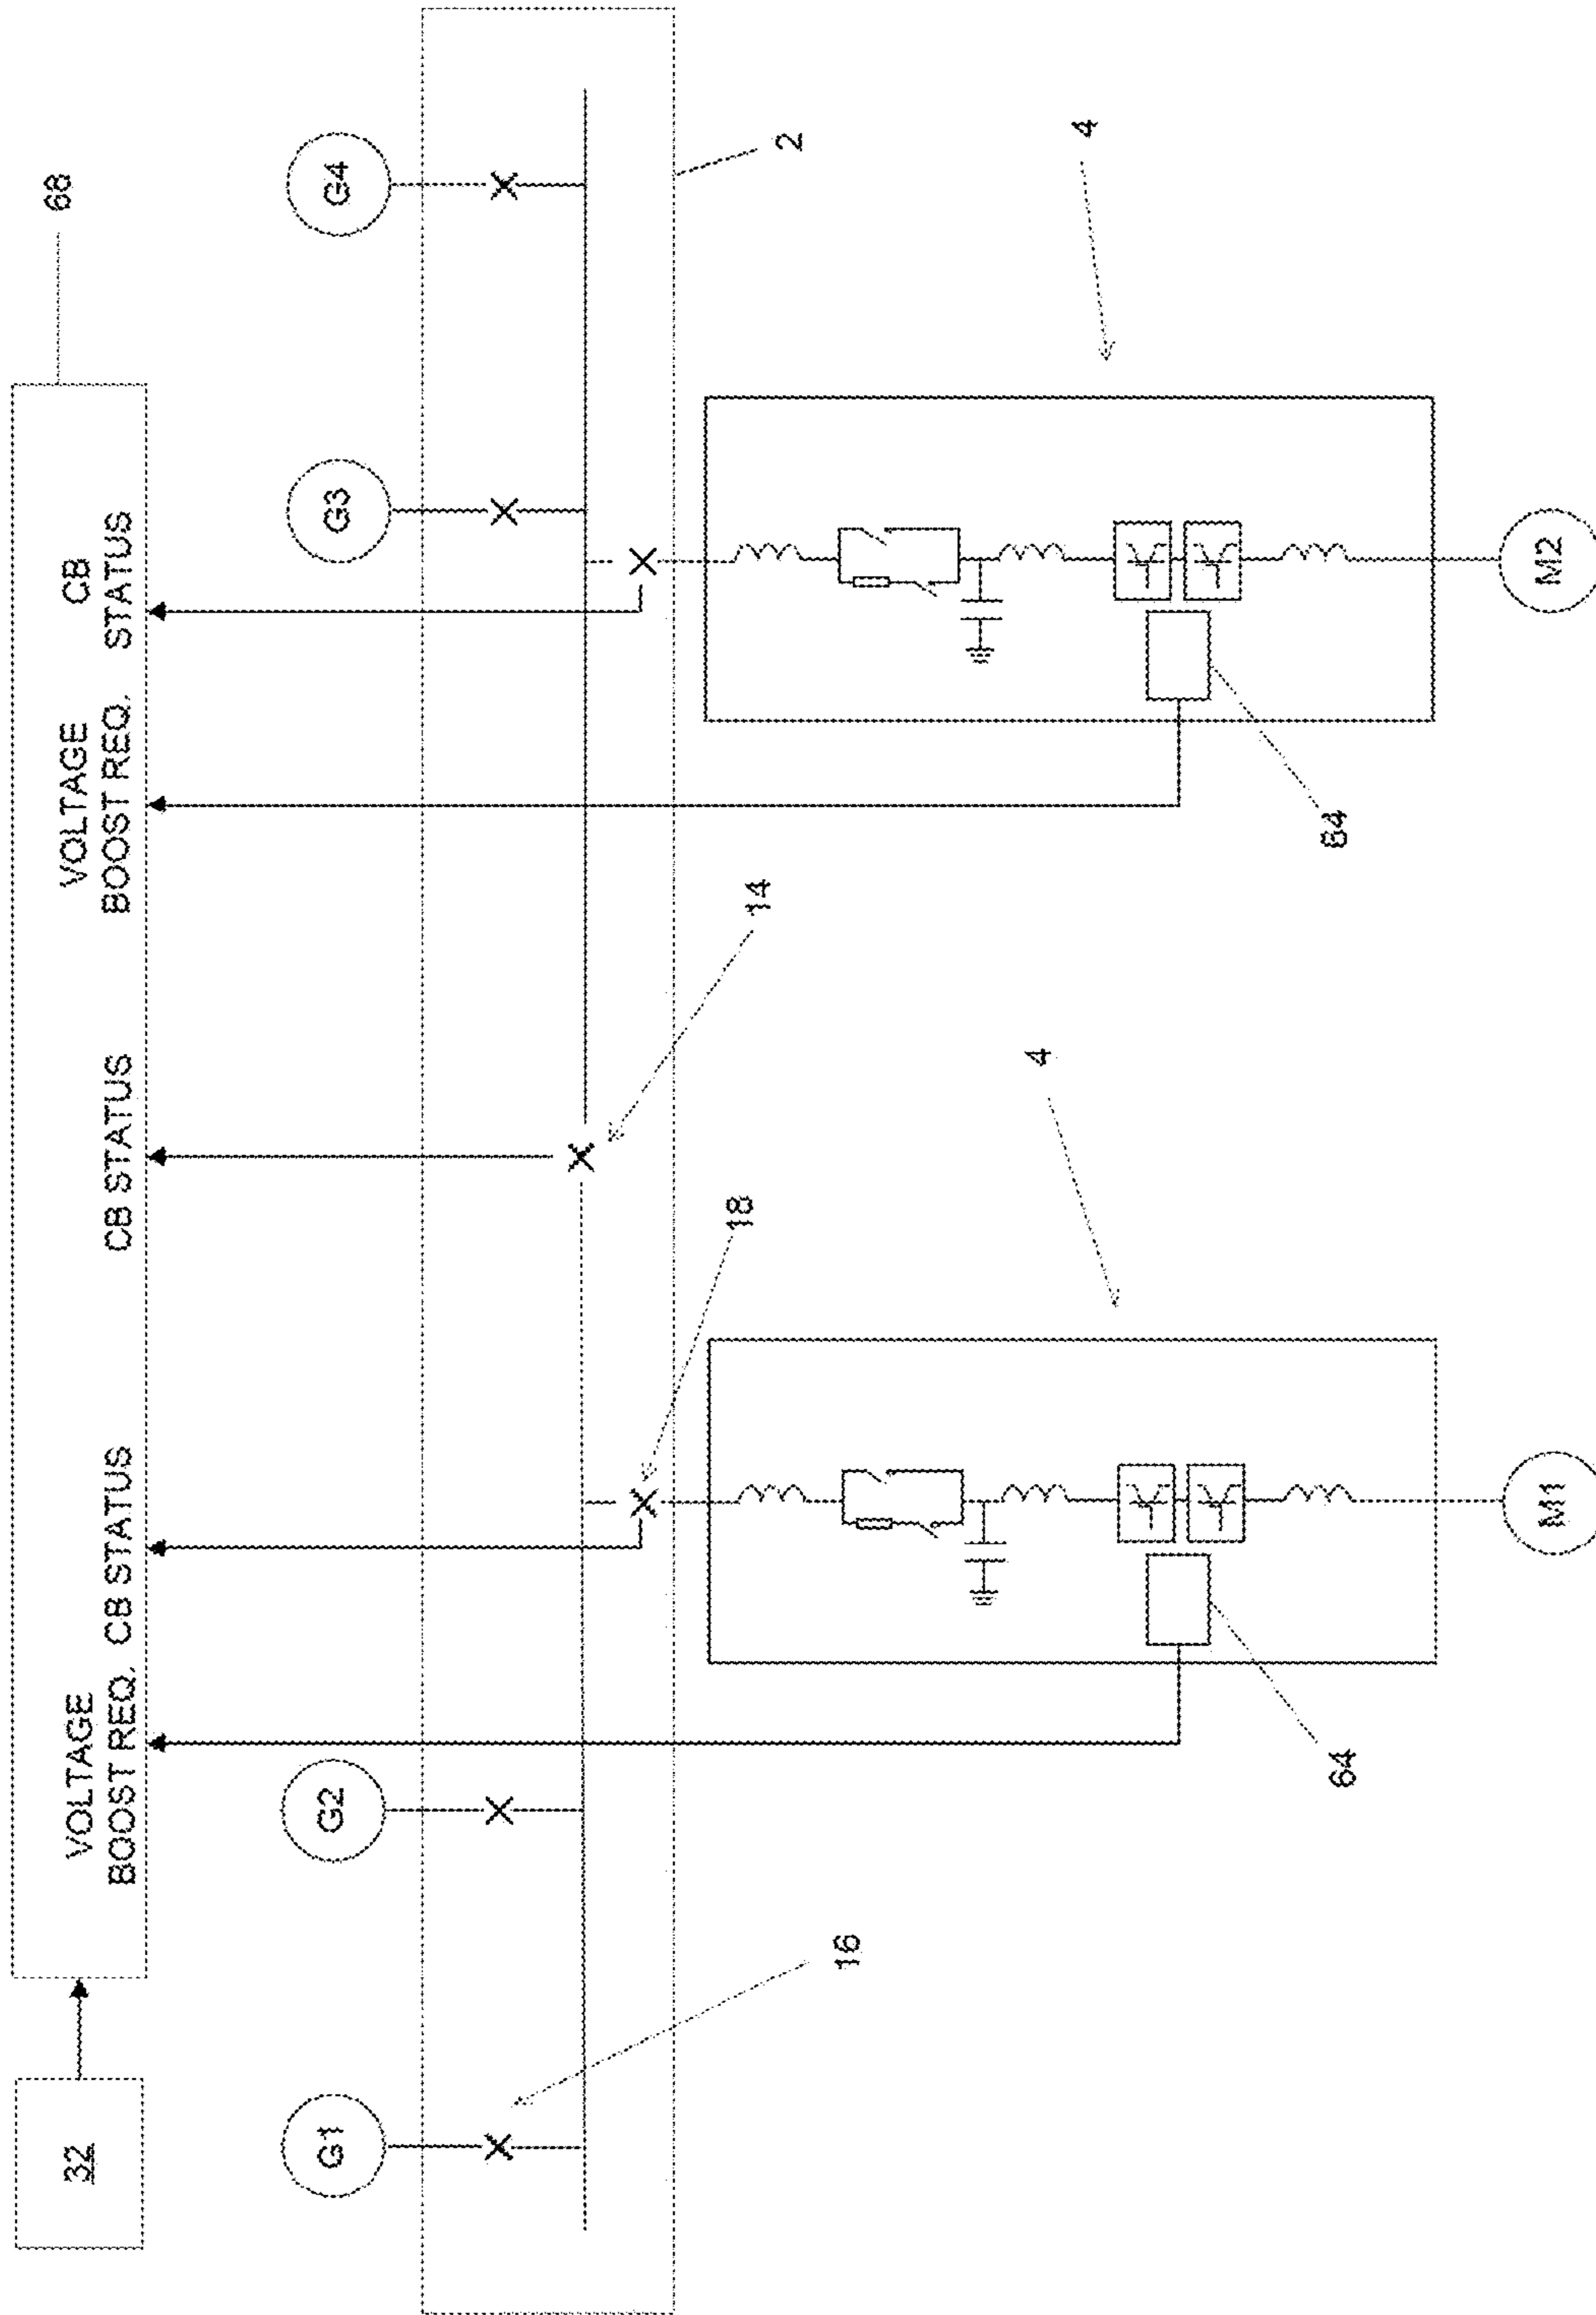 68
32
VOLTAGE
BOOST REQ.
CB STATUS
CB STATUS
VOLTAGE
BOOST REQ.
CB
STATUS
G1
G2
G3
G4
16
18
14
2
4
4
64
64
M1
M2